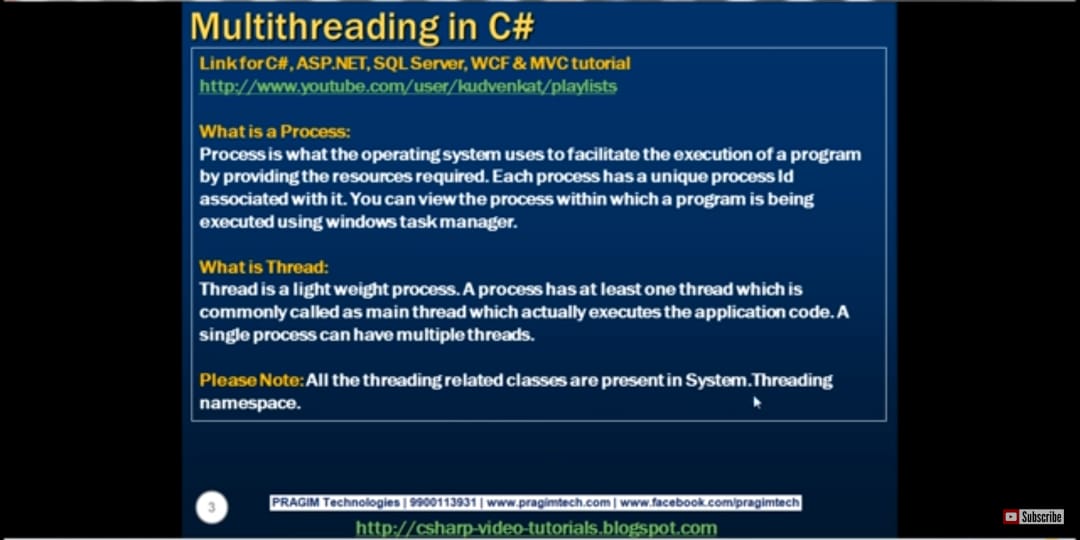 Multithreading in C#
Link for C#, ASP.NET, SQL Server, WCF & MVC tutorial
http://www.youtube.com/user/kudvenkat/playlists
What is a Process:
Process is what the operating system uses to facilitate the execution of a program
by providing the resources required. Each process has a unique process Id
associated with it. You can view the process within which a program is being
executed using windows task manager.
What is Thread:
Thread is a light weight process. A process has at least one thread which is
commonly called as main thread which actually executes the application code. A
single process can have multiple threads.
Please Note: All the threading related classes are present in System.Threading
namespace.
3
PRAGIM Technologies | 9900113931 | www.pragimtech.com | www.facebook.com/pragimtech
http://csharp-video-tutorials.blogspot.com
Subscribe